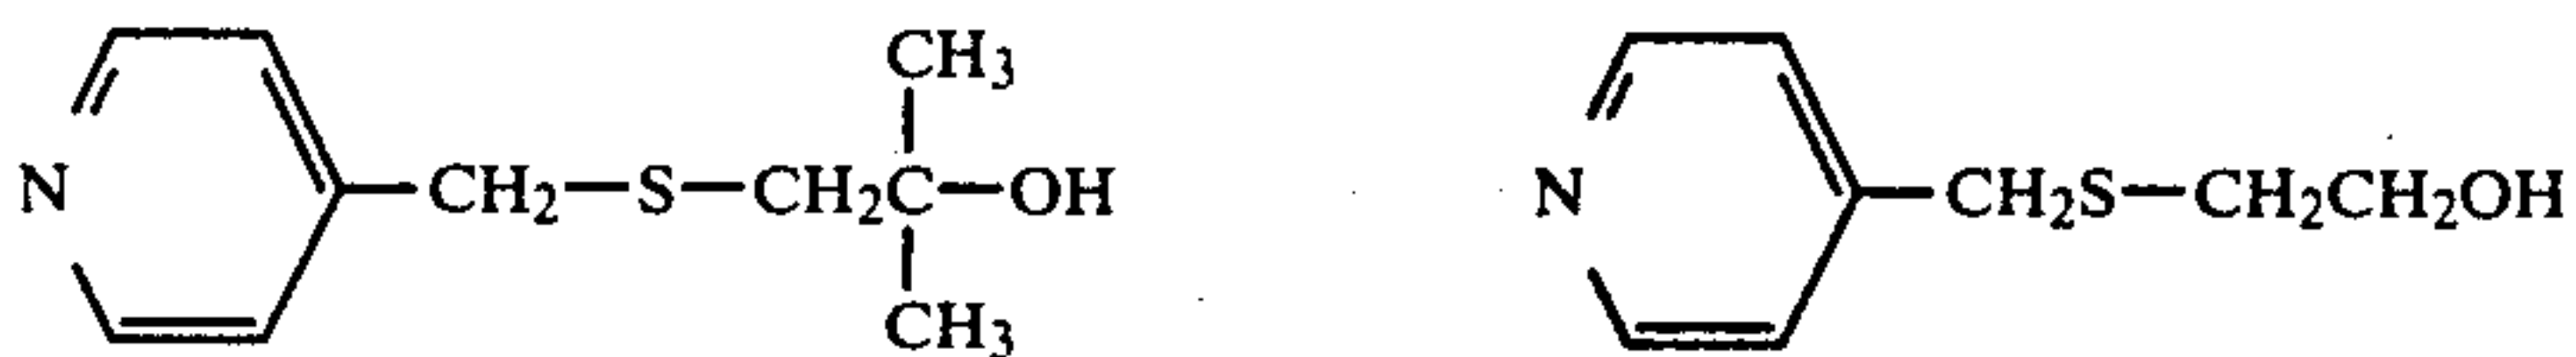 CH₃ 
N CH₂—S—CH₂C—OH N CH₂S—CH₂CH₂OH
CH₃